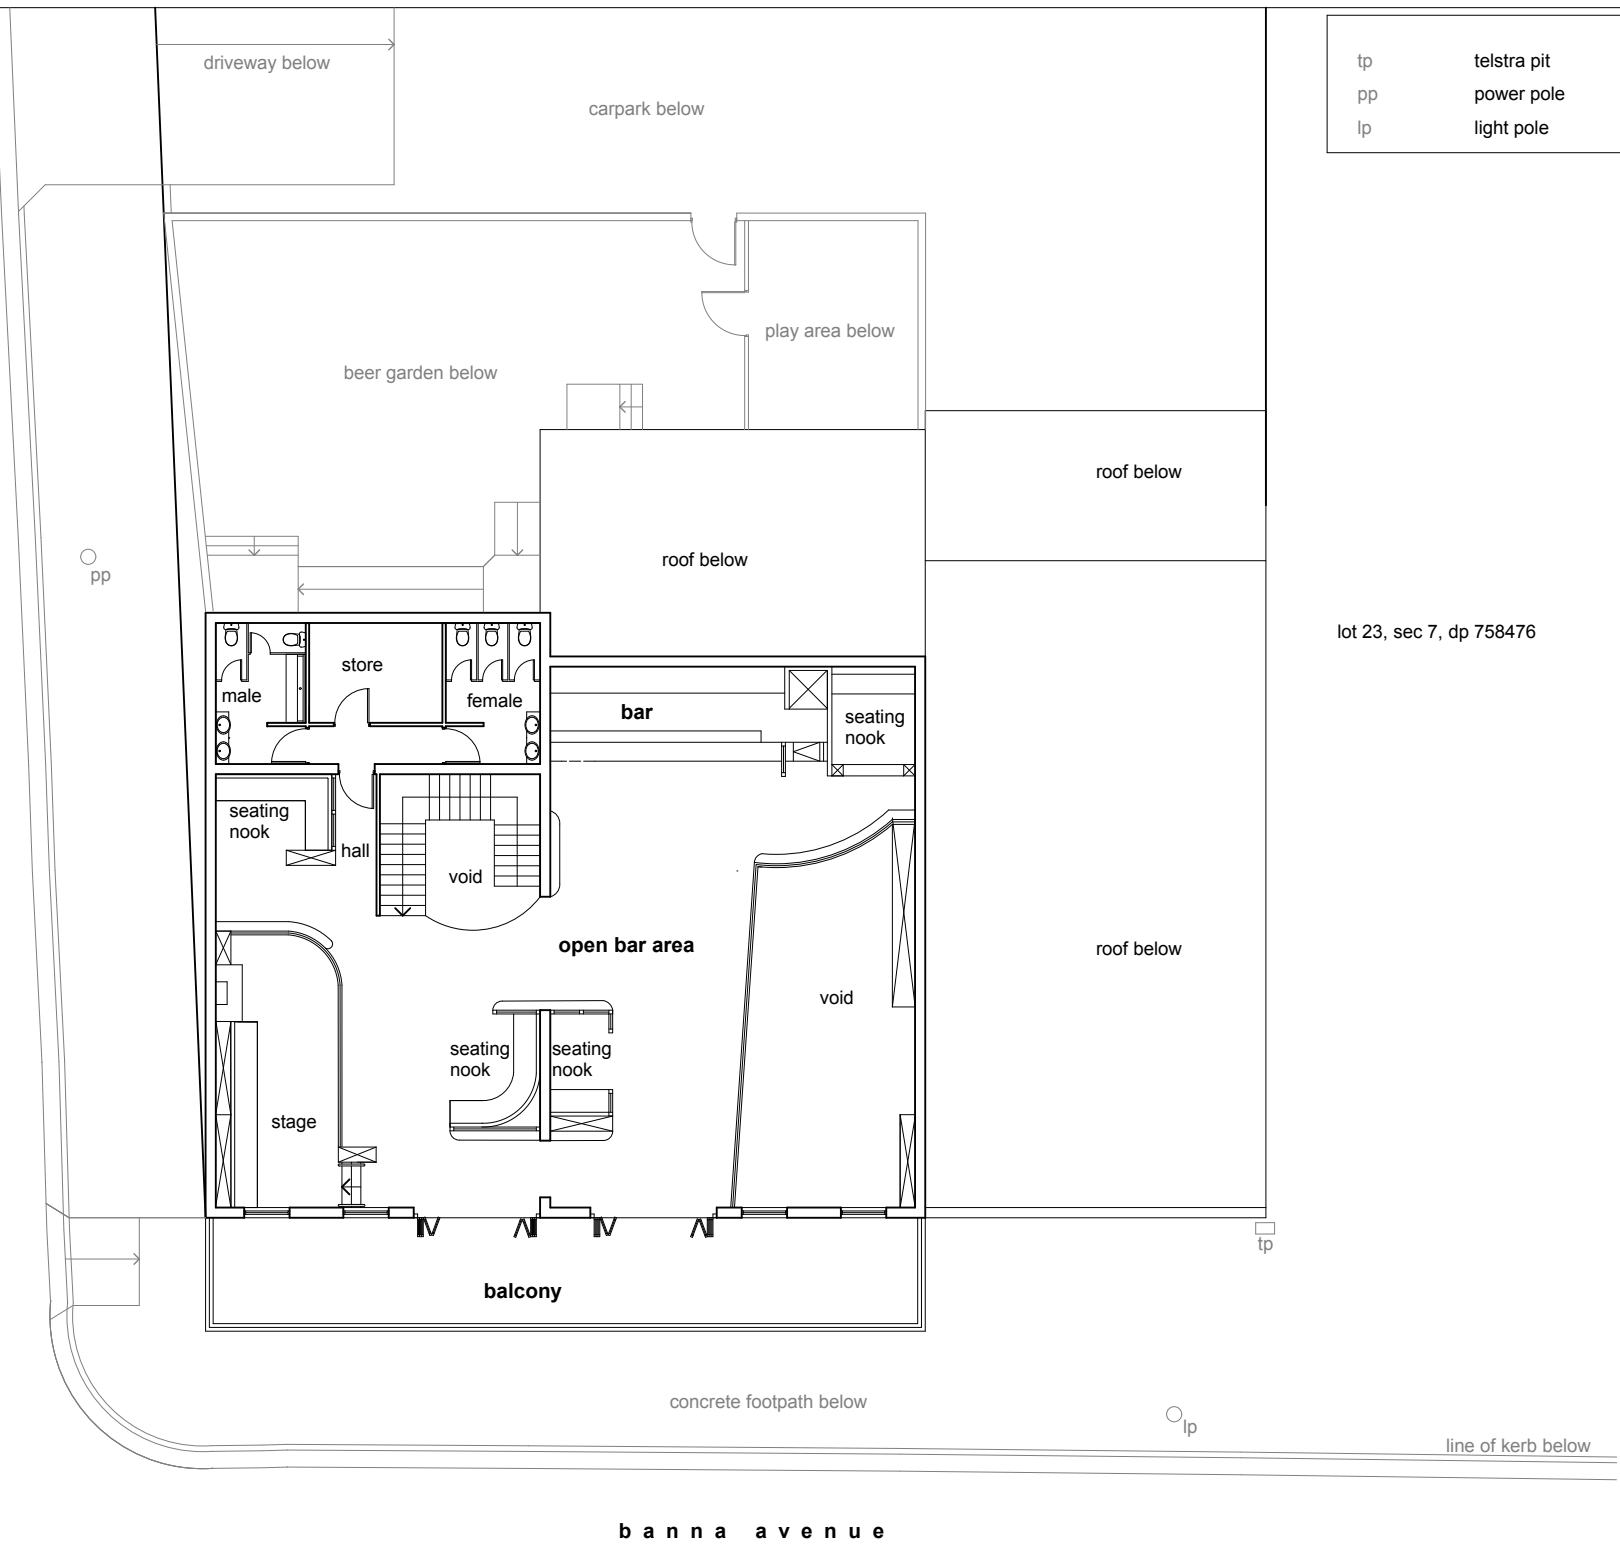 driveway below
carpark below
tp telstra pit
pp power pole
lp light pole
play area below
beer garden below
roof below
roof below
pp
lot 23, sec 7, dp 758476
store
male
female
bar
seating
nook
seating
nook
hall
void
open bar area
roof below
void
seating
nook
seating
nook
stage
tp
balcony
concrete footpath below
lp
line of kerb below
banna avenue